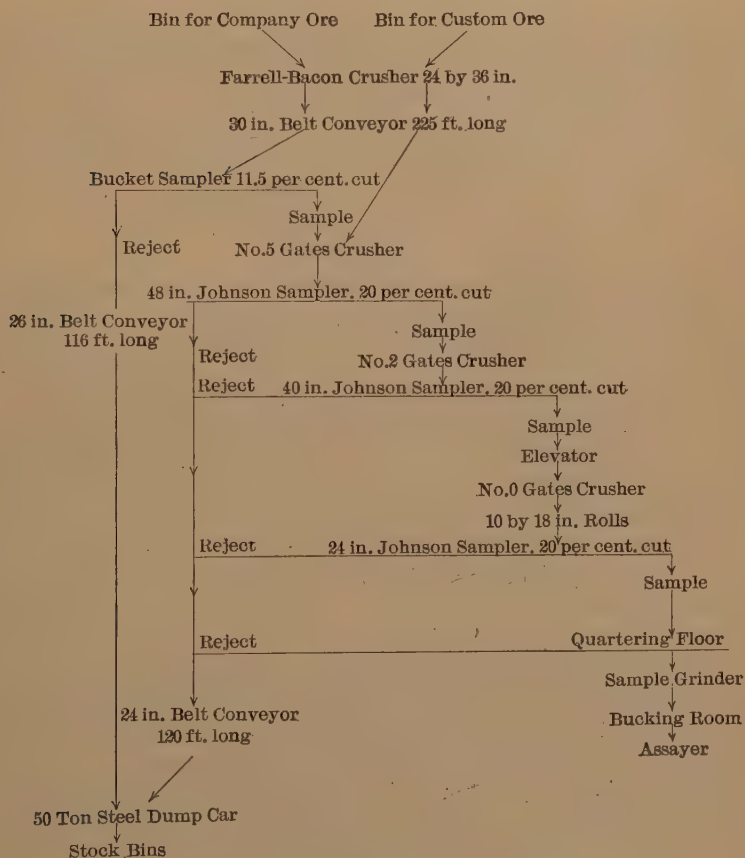 Bin for Company Ore Bin for Custom Ore
Farrell-Bacon Crusher 24 by 36 in.
30 in. Belt Conveyor 225 ft. long
Bucket Sampler 11.5 per cent. cut
Sample
Reject No.5 Gates Crusher
48 in. Johnson Sampler. 20 per cent. cut
26 in. Belt Conveyor
116 ft. long
Sample
Reject No.2 Gates Crusher
Reject 40 in. Johnson Sampler. 20 per cent. cut
Sample
Elevator
No.0 Gates Crusher
10 by 18 in. Rolls
Reject 24 in. Johnson Sampler. 20 per cent. cut
Sample
Reject Quartering Floor
Sample Grinder
24 in. Belt Conveyor
120 ft. long
Bucking Room
Assayer
50 Ton Steel Dump Car
Stock Bins